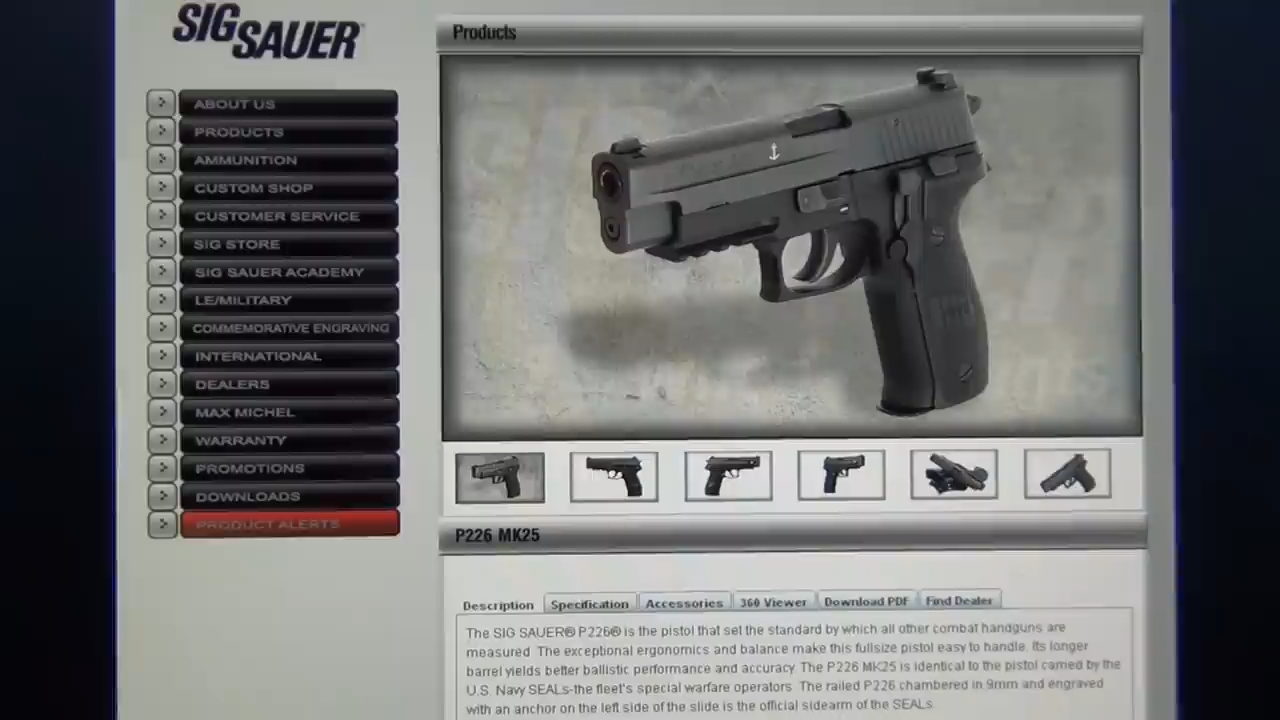 SIG SAUER
ABOUT US
PRODUCTS
AMMUNITION
CUSTOM SHOP
CUSTOMER SERVICE
SIG STORE
SIG SAUER ACADEMY
LE/MILITARY
COMMEMORATIVE ENGRAVING
INTERNATIONAL
DEALERS
MAX MICHEL
WARRANTY
PROMOTIONS
DOWNLOADS
PRODUCT ALERTS
Products
P226 MK25
Description Specification Accessories 360 Viewer Download PDF Find Dealer
The SIG SAUER® P226® is the pistol that set the standard by which all other combat handguns are
measured. The exceptional ergonomics and balance make this fullsize pistol easy to handle. Its longer
barrel yields better ballistic performance and accuracy. The P226 MK25 is identical to the pistol carried by the
U.S. Navy SEALs-the fleet's special warfare operators. The railed P226 chambered in 9mm and engraved
with an anchor on the left side of the slide is the official sidearm of the SEALs.